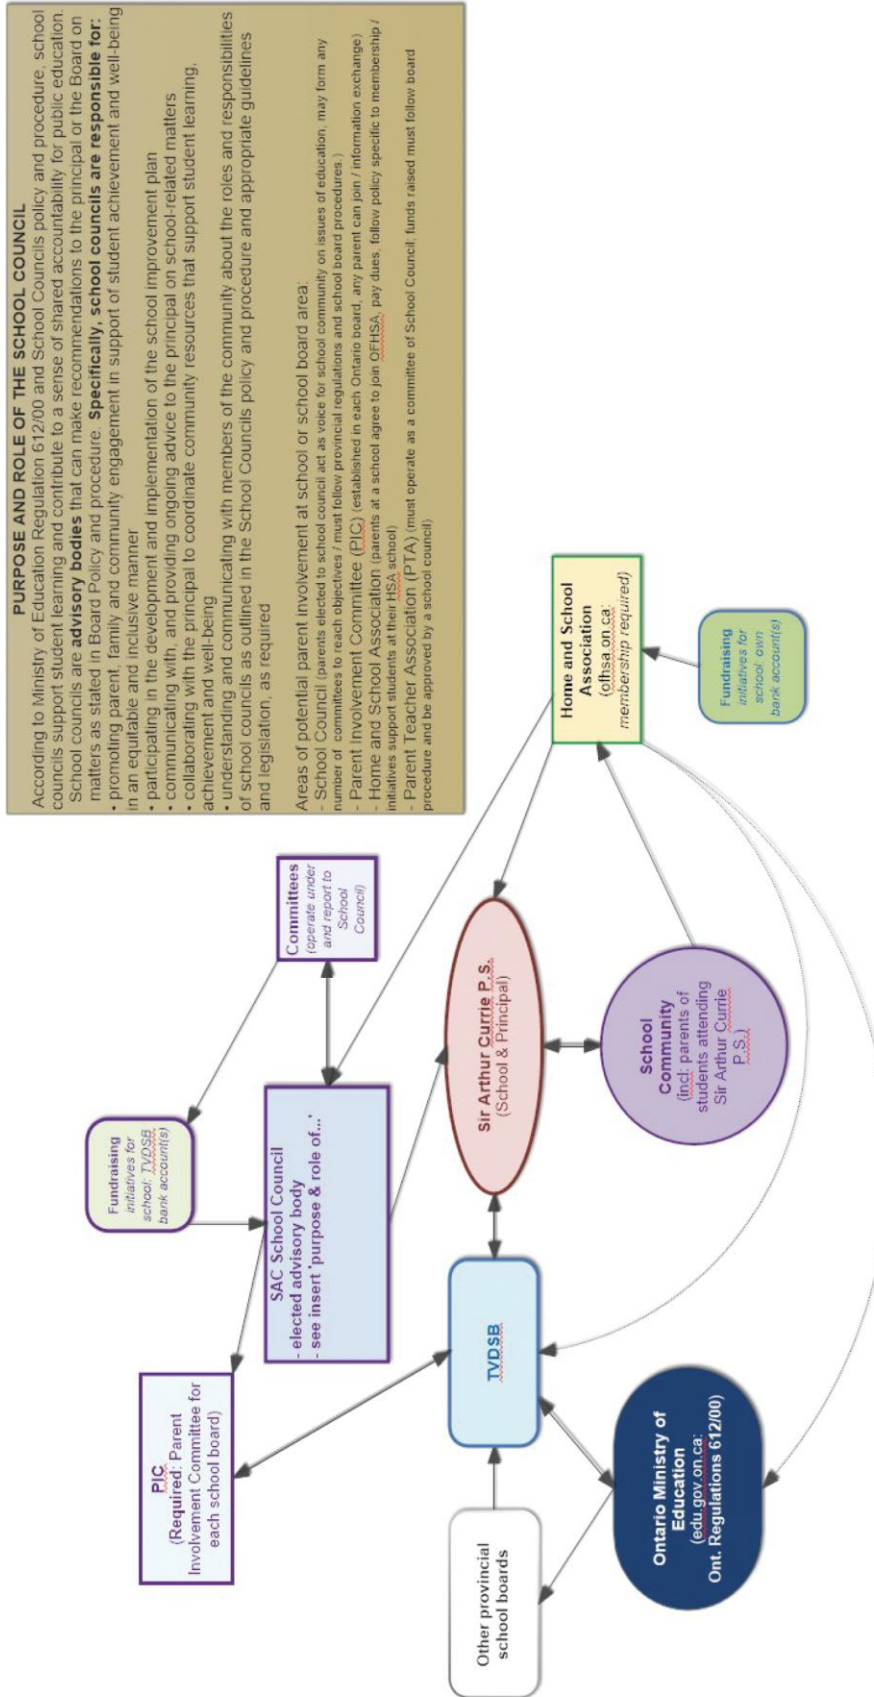 PURPOSE AND ROLE OF THE SCHOOL COUNCIL
According to Ministry of Education Regulation 612/00 and School Councils policy and procedure, school
councils support student learning and contribute to a sense of shared accountability for public education.
School councils are advisory bodies that can make recommendations to the principal or the Board on
matters as stated in Board Policy and procedure. Specifically, school councils are responsible for:
• promoting parent, family and community engagement in support of student achievement and well-being
in an equitable and inclusive manner
• participating in the development and implementation of the school improvement plan
• communicating with, and providing ongoing advice to the principal on school-related matters
• collaborating with the principal to coordinate community resources that support student learning,
achievement and well-being
• understanding and communicating with members of the community about the roles and responsibilities
of school councils as outlined in the School Councils policy and procedure and appropriate guidelines
and legislation, as required
Areas of potential parent involvement at school or school board area:
- School Council (parents elected to school council act as voice for school community on issues of education, may form any
number of committees to reach objectives / must follow provincial regulations and school board procedures.)
- Parent Involvement Committee (PIC) (established in each Ontario board, any parent can join / information exchange)
- Home and School Association (parents at a school agree to join OFHSA, pay dues, follow policy specific to membership /
initiatives support students at their HSA school)
- Parent Teacher Association (PTA) (must operate as a committee of School Council; funds raised must follow board
procedure and be approved by a school council)
Fundraising
initiatives for
school: TVDSB
bank account(s)
Committees
(operate under
and report to
School
Council)
PIC
(Required: Parent
Involvement Committee for
each school board)
SAC School Council
- elected advisory body
- see insert 'purpose & role of...'
Other provincial
school boards
TVDSB
Sir Arthur Currie P.S.
(School & Principal)
Home and School
Association
(ofhsa.on.ca:
membership required)
Ontario Ministry of
Education
(edu.gov.on.ca:
Ont. Regulations 612/00)
School
Community
(incl: parents of
students attending
Sir Arthur Currie
P.S.)
Fundraising
initiatives for
school: own
bank account(s)